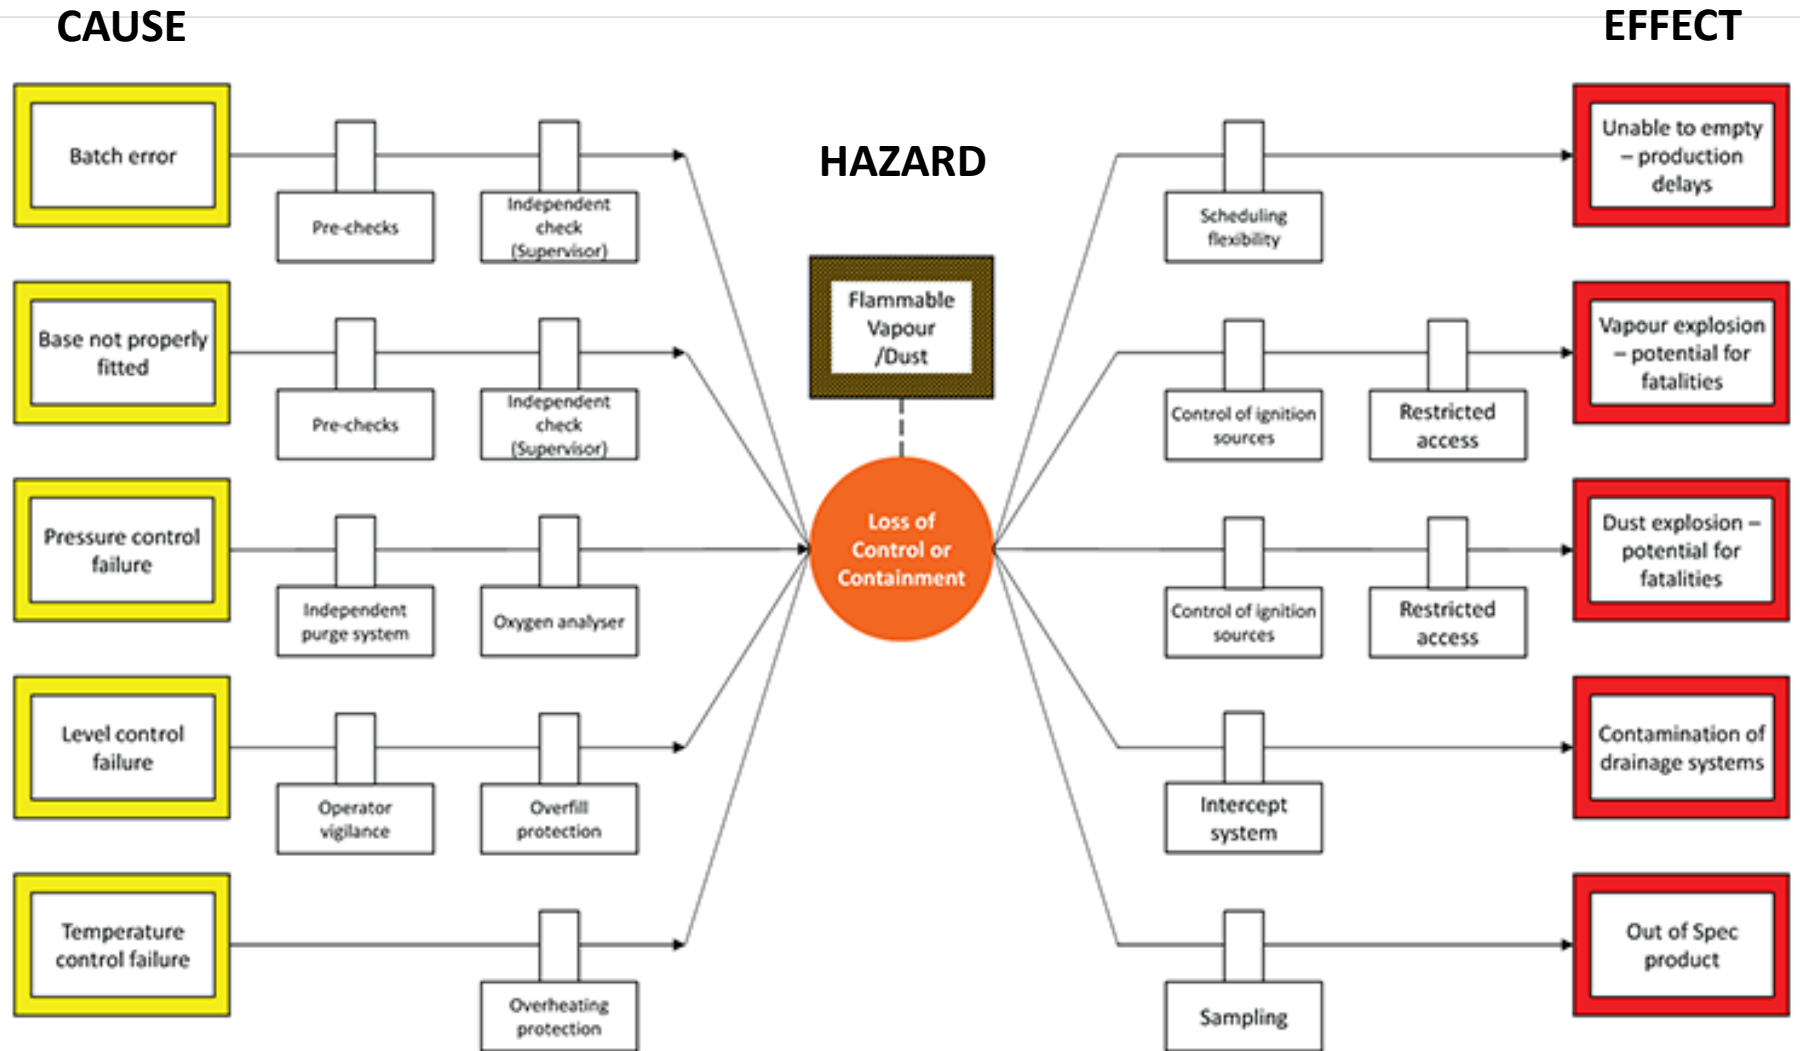 CAUSE
EFFECT
HAZARD
Batch error
Pre-checks
Independent
check
(Supervisor)
Base not properly
fitted
Pre-checks
Independent
check
(Supervisor)
Pressure control
failure
Independent
purge system
Oxygen analyser
Level control
failure
Operator
vigilance
Overfill
protection
Temperature
control failure
Overheating
protection
Flammable
Vapour
/Dust
Loss of
Control or
Containment
Scheduling
flexibility
Unable to empty
– production
delays
Control of ignition
sources
Restricted
access
Vapour explosion
– potential for
fatalities
Control of ignition
sources
Restricted
access
Dust explosion –
potential for
fatalities
Intercept
system
Contamination of
drainage systems
Sampling
Out of Spec
product